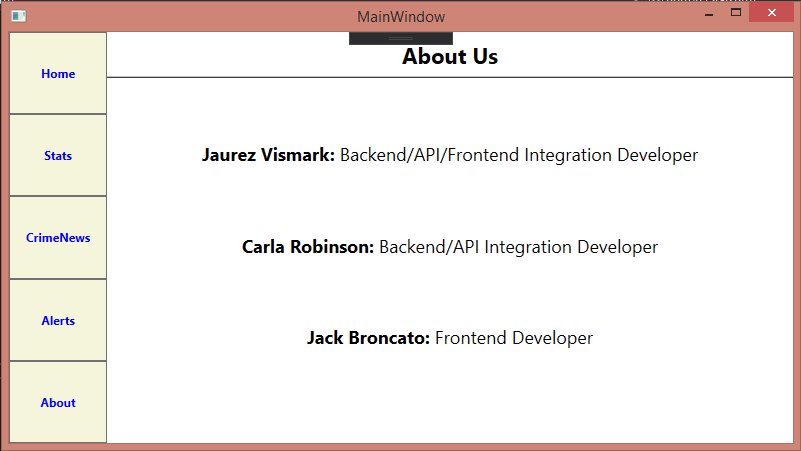 MainWindow
About Us
Home
Stats
CrimeNews
Alerts
About
Jaurez Vismark: Backend/API/Frontend Integration Developer
Carla Robinson: Backend/API Integration Developer
Jack Broncato: Frontend Developer